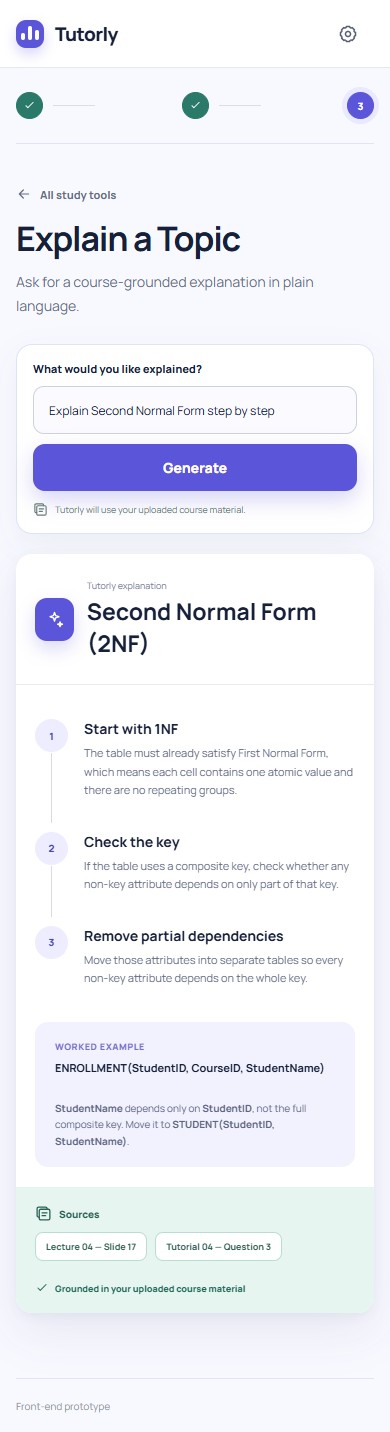 Tutorly
3
All study tools
Explain a Topic
Ask for a course-grounded explanation in plain
language.
What would you like explained?
Explain Second Normal Form step by step
Generate
Tutorly will use your uploaded course material.
Tutorly explanation
Second Normal Form
(2NF)
1
Start with 1NF
The table must already satisfy First Normal Form,
which means each cell contains one atomic value and
there are no repeating groups.
2
Check the key
If the table uses a composite key, check whether any
non-key attribute depends on only part of that key.
3
Remove partial dependencies
Move those attributes into separate tables so every
non-key attribute depends on the whole key.
WORKED EXAMPLE
ENROLLMENT(StudentID, CourseID, StudentName)
StudentName depends only on StudentID, not the full
composite key. Move it to STUDENT(StudentID,
StudentName).
Sources
Lecture 04 — Slide 17
Tutorial 04 — Question 3
Grounded in your uploaded course material
Front-end prototype